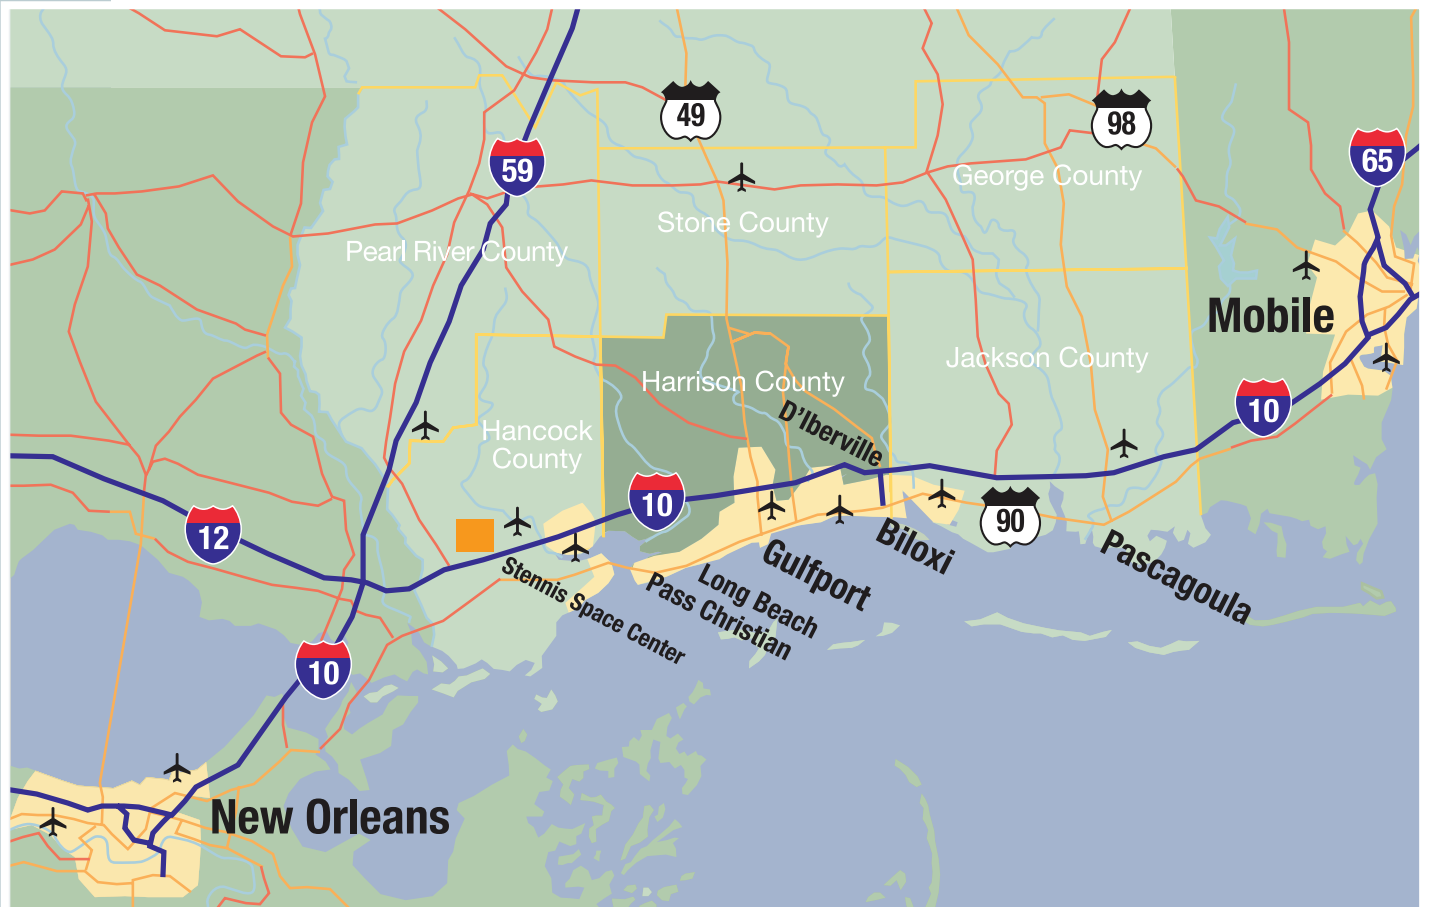 49
98
59
65
George County
Stone County
Pearl River County
Mobile
Jackson County
Harrison County
10
D'Iberville
Hancock
County
10
12
90
Biloxi
Gulfport
Pascagoula
Stennis Space Center
Long Beach
Pass Christian
10
New Orleans